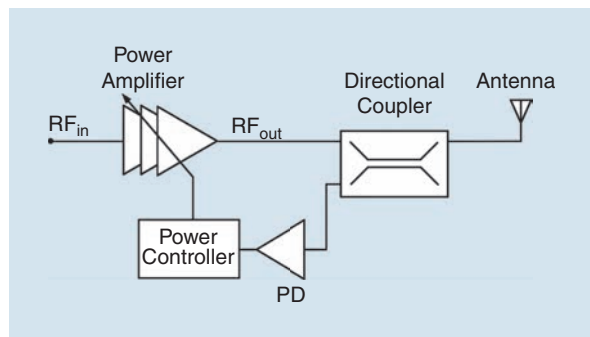 Power
Amplifier
Directional
Coupler
Antenna
RFin
RFout
Power
Controller
PD